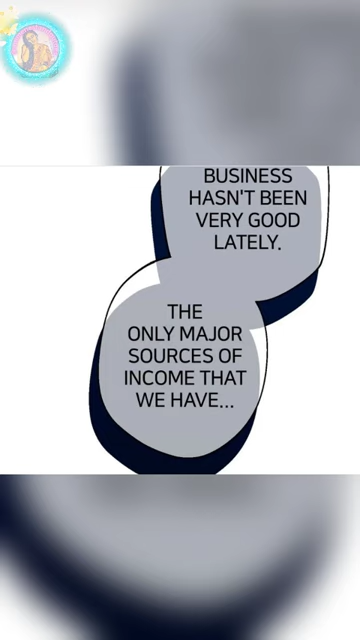 BUSINESS
HASN'T BEEN
VERY GOOD
LATELY.
THE
ONLY MAJOR
SOURCES OF
INCOME THAT
WE HAVE...